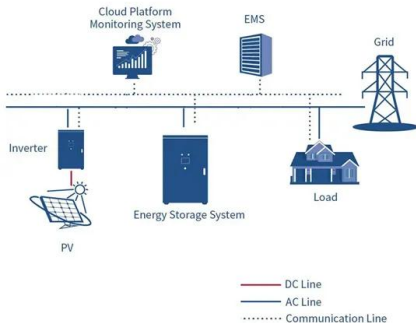 Cloud Platform
Monitoring System
EMS
Grid
Inverter
Energy Storage System
Load
PV
DC Line
AC Line
Communication Line